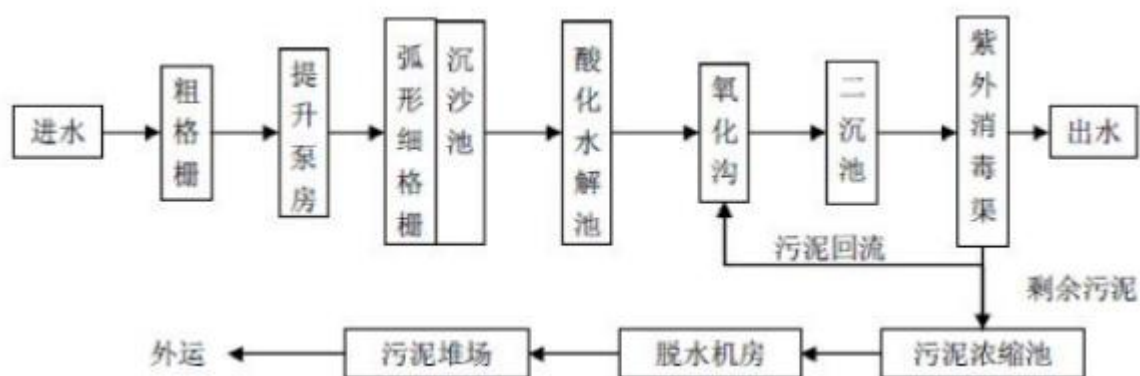 进水
粗格栅
提升泵房
弧形细格栅
沉沙池
酸化水解池
氧化沟
二沉池
紫外消毒渠
出水
污泥回流
剩余污泥
外运
污泥堆场
脱水机房
污泥浓缩池